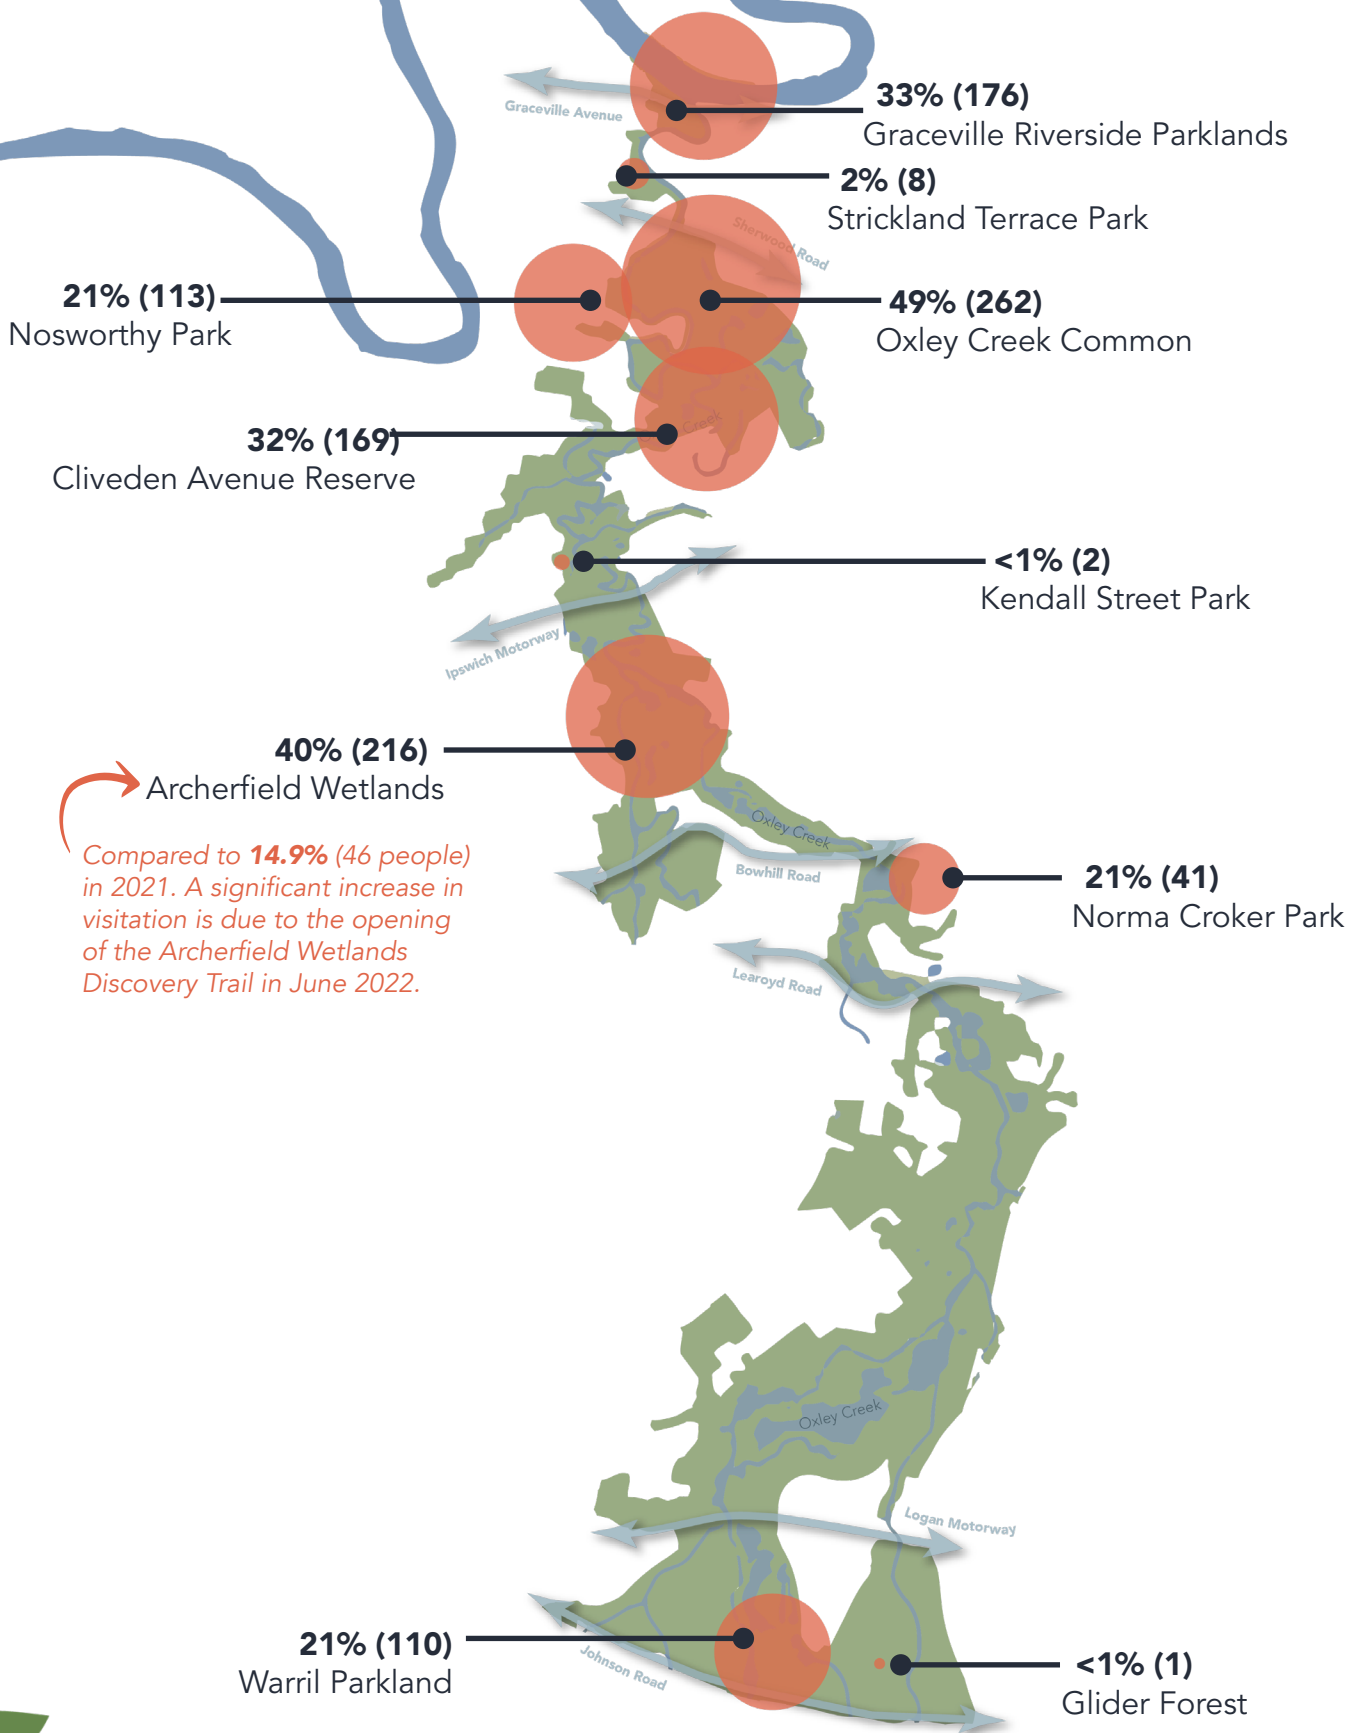 Graceville Avenue
33% (176)
Graceville Riverside Parklands
2% (8)
Strickland Terrace Park
Sherwood Road
21% (113)
Nosworthy Park
49% (262)
Oxley Creek Common
32% (169)
Cliveden Avenue Reserve
Creek
<1% (2)
Kendall Street Park
Ipswich Motorway
40% (216)
Archerfield Wetlands
Compared to 14.9% (46 people)
in 2021. A significant increase in
visitation is due to the opening
of the Archerfield Wetlands
Discovery Trail in June 2022.
Oxley Creek
Bowhill Road
21% (41)
Norma Croker Park
Learoyd Road
Oxley Creek
Logan Motorway
21% (110)
Warril Parkland
Johnson Road
<1% (1)
Glider Forest